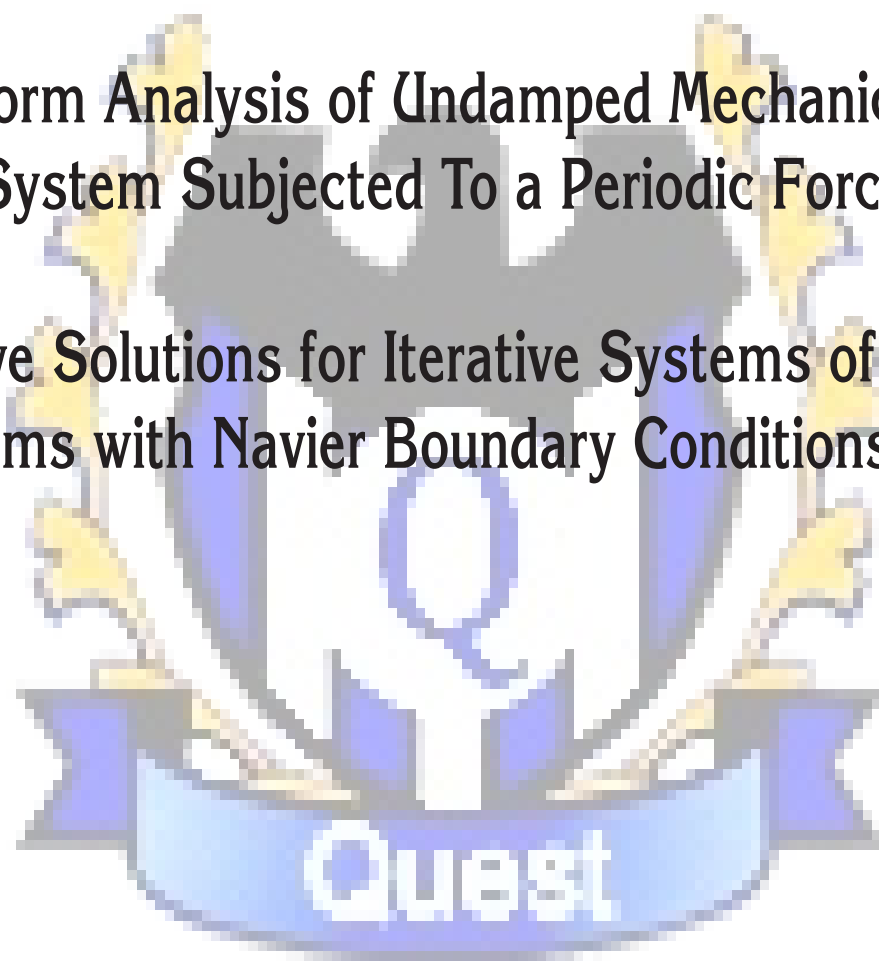 orm Analysis of Undamped Mechanic
System Subjected To a Periodic Forc
ve Solutions for Iterative Systems of
ms with Navier Boundary Conditions
Q
Quest